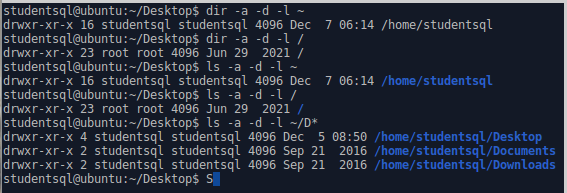 studentsql@ubuntu:~/Desktop$ dir -a -d -l ~
drwxr-xr-x 16 studentsql studentsql 4096 Dec  7 06:14 /home/studentsql
studentsql@ubuntu:~/Desktop$ dir -a -d -l /
drwxr-xr-x 23 root root 4096 Jun 29  2021 /
studentsql@ubuntu:~/Desktop$ ls -a -d -l ~
drwxr-xr-x 16 studentsql studentsql 4096 Dec  7 06:14 /home/studentsql
studentsql@ubuntu:~/Desktop$ ls -a -d -l /
drwxr-xr-x 23 root root 4096 Jun 29  2021 /
studentsql@ubuntu:~/Desktop$ ls -a -d -l ~/D*
drwxr-xr-x 4 studentsql studentsql 4096 Dec  5 08:50 /home/studentsql/Desktop
drwxr-xr-x 2 studentsql studentsql 4096 Sep 21  2016 /home/studentsql/Documents
drwxr-xr-x 2 studentsql studentsql 4096 Sep 21  2016 /home/studentsql/Downloads
studentsql@ubuntu:~/Desktop$ S